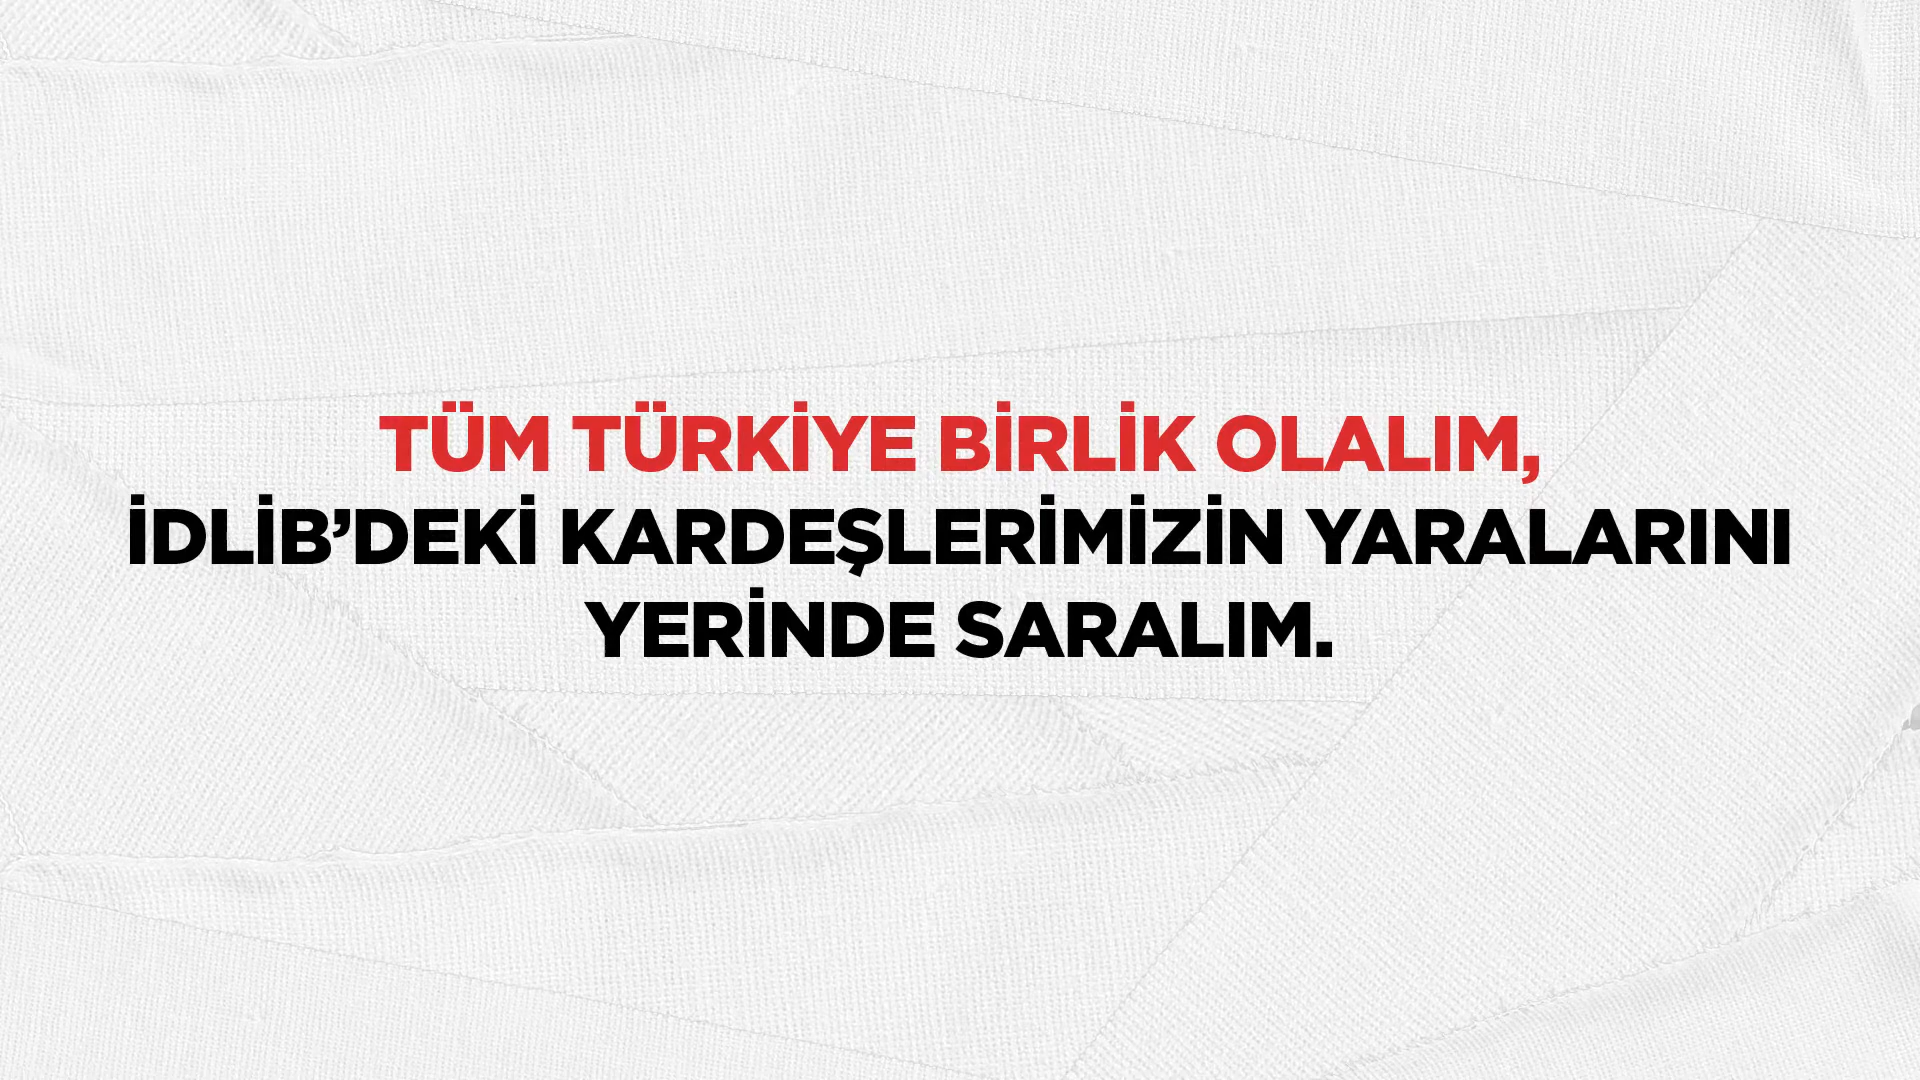 TÜM TÜRKİYE BİRLİK OLALIM,
İDLİB’DEKİ KARDEŞLERİMİZİN YARALARINI
YERİNDE SARALIM.